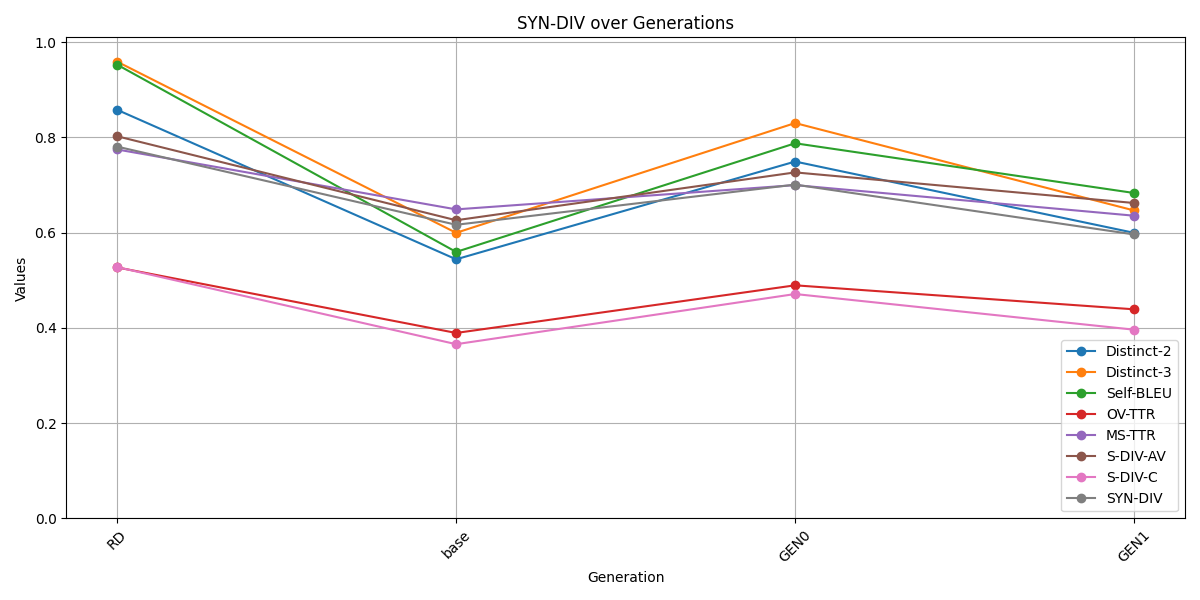 SYN-DIV over Generations
1.0
0.8
0.6
0.4
0.2
0.0
Values
RD
base
GEN0
GEN1
Generation
Distinct-2
Distinct-3
Self-BLEU
OV-TTR
MS-TTR
S-DIV-AV
S-DIV-C
SYN-DIV